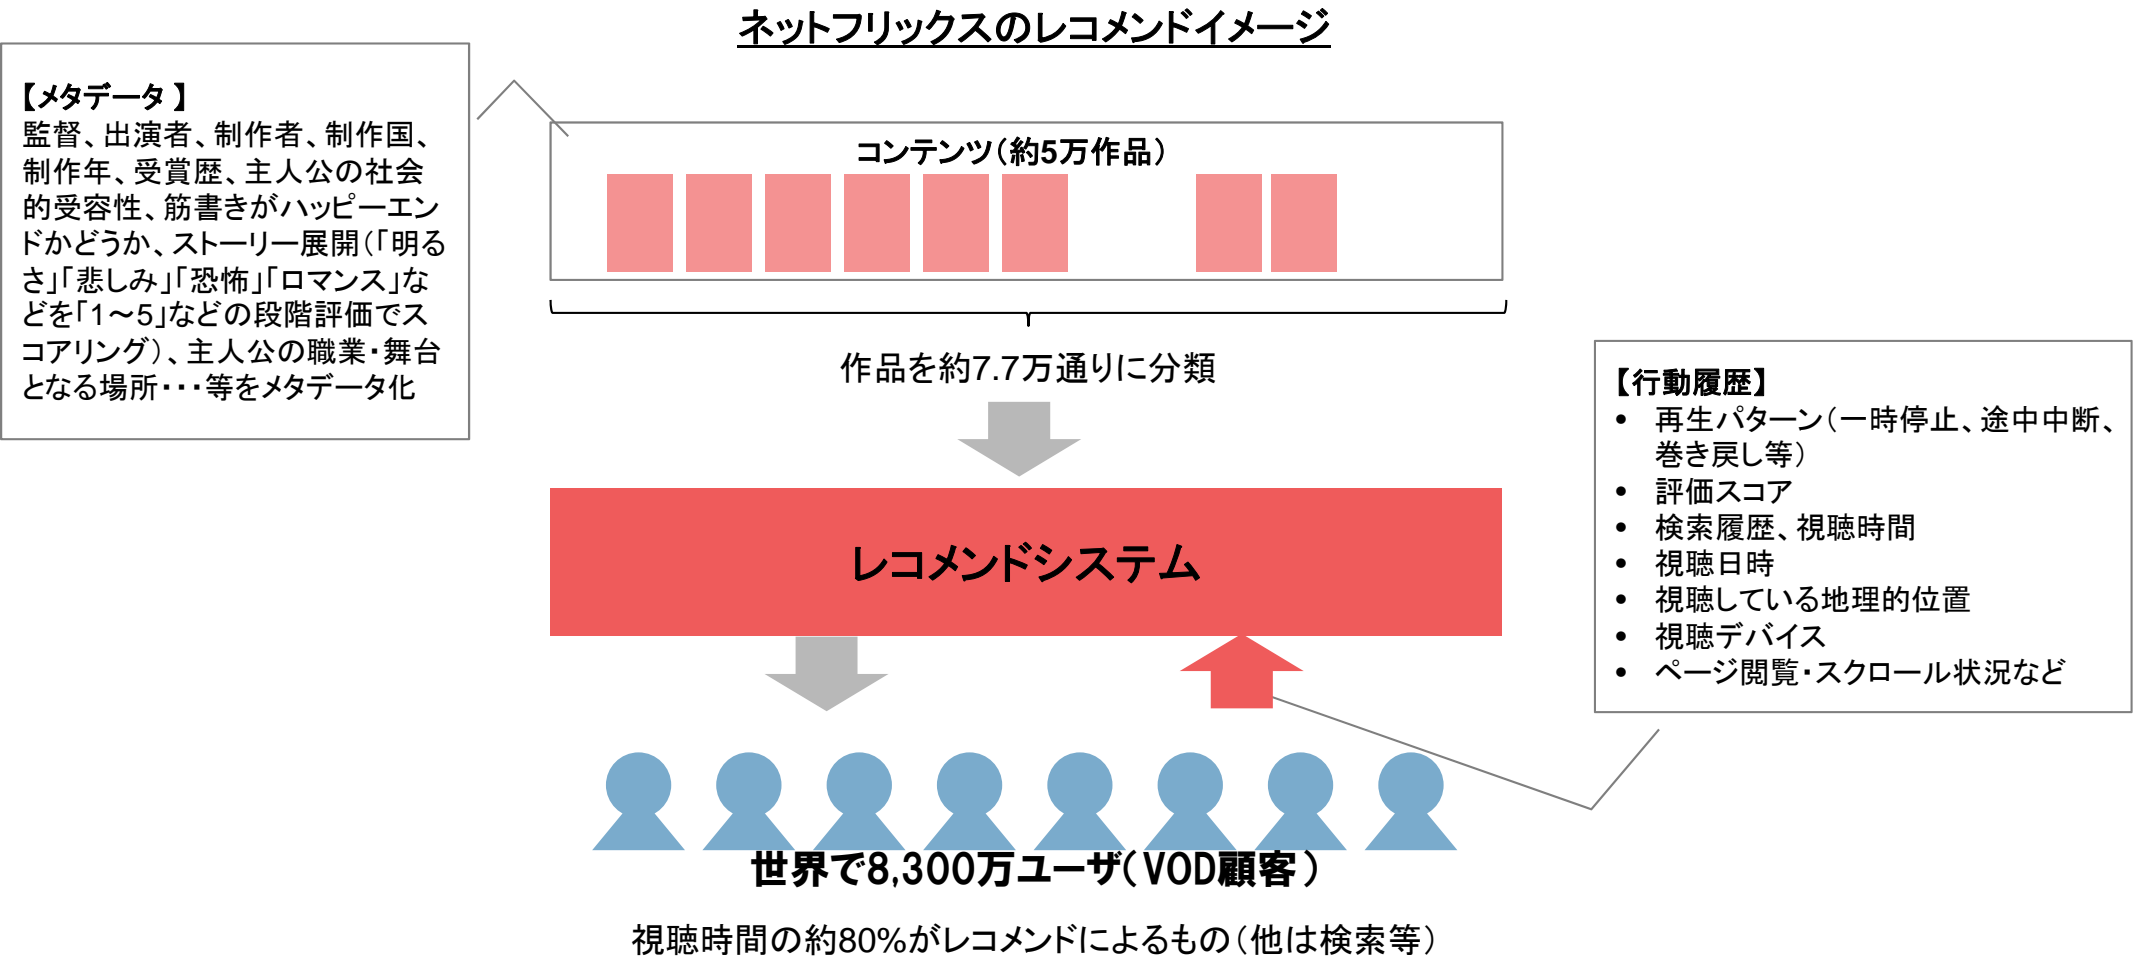 ネットフリックスのレコメンドイメージ
【メタデータ】
監督、出演者、制作者、制作国、
制作年、受賞歴、主人公の社会
的受容性、筋書きがハッピーエン
ドかどうか、ストーリー展開（「明る
さ」「悲しみ」「恐怖」「ロマンス」な
どを「1～5」などの段階評価でス
コアリング）、主人公の職業・舞台
となる場所・・・等をメタデータ化
コンテンツ（約5万作品）
作品を約7.7万通りに分類
レコメンドシステム
【行動履歴】
• 再生パターン（一時停止、途中中断、
巻き戻し等）
• 評価スコア
• 検索履歴、視聴時間
• 視聴日時
• 視聴している地理的位置
• 視聴デバイス
• ページ閲覧・スクロール状況など
世界で8,300万ユーザ（VOD顧客）
視聴時間の約80%がレコメンドによるもの（他は検索等）